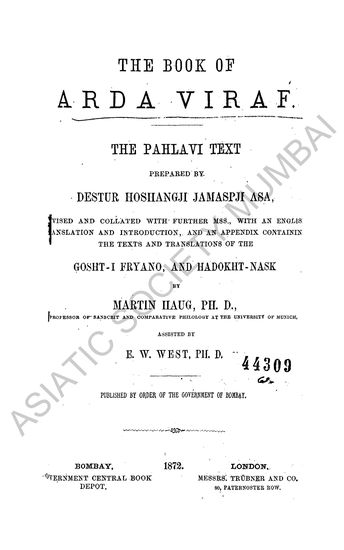 THE BOOK OF
ARDA VIRAF.
THE PAHLAVI TEXT
PREPARED BY
DESTUR HOSHANGJI JAMASPJI ASA,
VISED AND COLLATED WITH FURTHER MSS., WITH AN ENGLIS
ANSLATION AND INTRODUCTION, AND AN APPENDIX CONTAININ
THE TEXTS AND TRANSLATIONS OF THE
GOSHT-I FRYANO, AND HADOKHT-NASK
BY
MARTIN HAUG, PH. D.,
PROFESSOR OF SANSCRIT AND COMPARATIVE PHILOLOGY AT THE UNIVERSITY OF MUNICH,
ASSISTED BY
E. W. WEST, PH. D.
44309
PUBLISHED BY ORDER OF THE GOVERNMENT OF BOMBAY.
BOMBAY. 1872. LONDON.
VERNMENT CENTRAL BOOK MESSRS. TRÜBNER AND CO.
DEPOT. 60, PATERNOSTER ROW.
ASIATIC SOCIETY MUMBAI